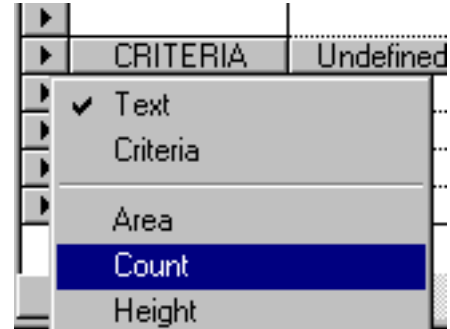 CRITERIA Undefined
Text
Criteria
Area
Count
Height